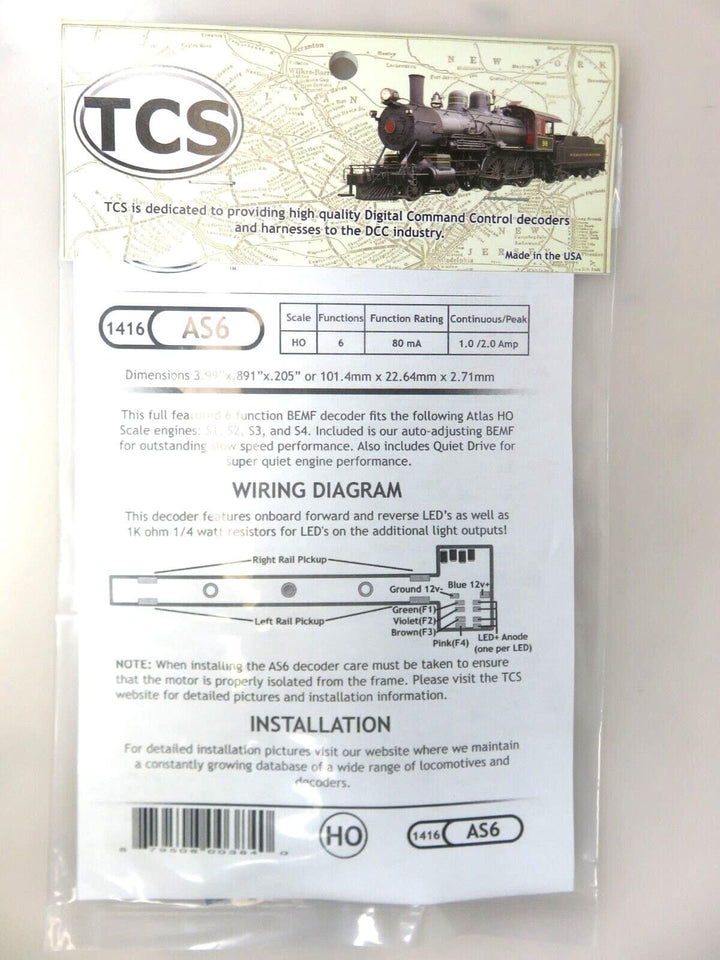 TCS
TCS is dedicated to providing high quality Digital Command Control decoders
and harnesses to the DCC industry.
Made in the USA
1416 AS6
Scale Functions Function Rating Continuous/Peak
HO 6 80 mA 1.0 /2.0 Amp
Dimensions 3.99"x.891"x.205" or 101.4mm x 22.64mm x 2.71mm
This full featured 6 function BEMF decoder fits the following Atlas HO
Scale engines: S1, S2, S3, and S4. Included is our auto-adjusting BEMF
for outstanding slow speed performance. Also includes Quiet Drive for
super quiet engine performance.
WIRING DIAGRAM
This decoder features onboard forward and reverse LED's as well as
1K ohm 1/4 watt resistors for LED's on the additional light outputs!
Right Rail Pickup
Ground 12v- Blue 12v+
Green(F1)
Left Rail Pickup Violet(F2)
Brown(F3)
Pink(F4) LED+ Anode
(one per LED)
NOTE: When installing the AS6 decoder care must be taken to ensure
that the motor is properly isolated from the frame. Please visit the TCS
website for detailed pictures and installation information.
INSTALLATION
For detailed installation pictures visit our website where we maintain
a constantly growing database of a wide range of locomotives and
decoders.
HO
1416 AS6